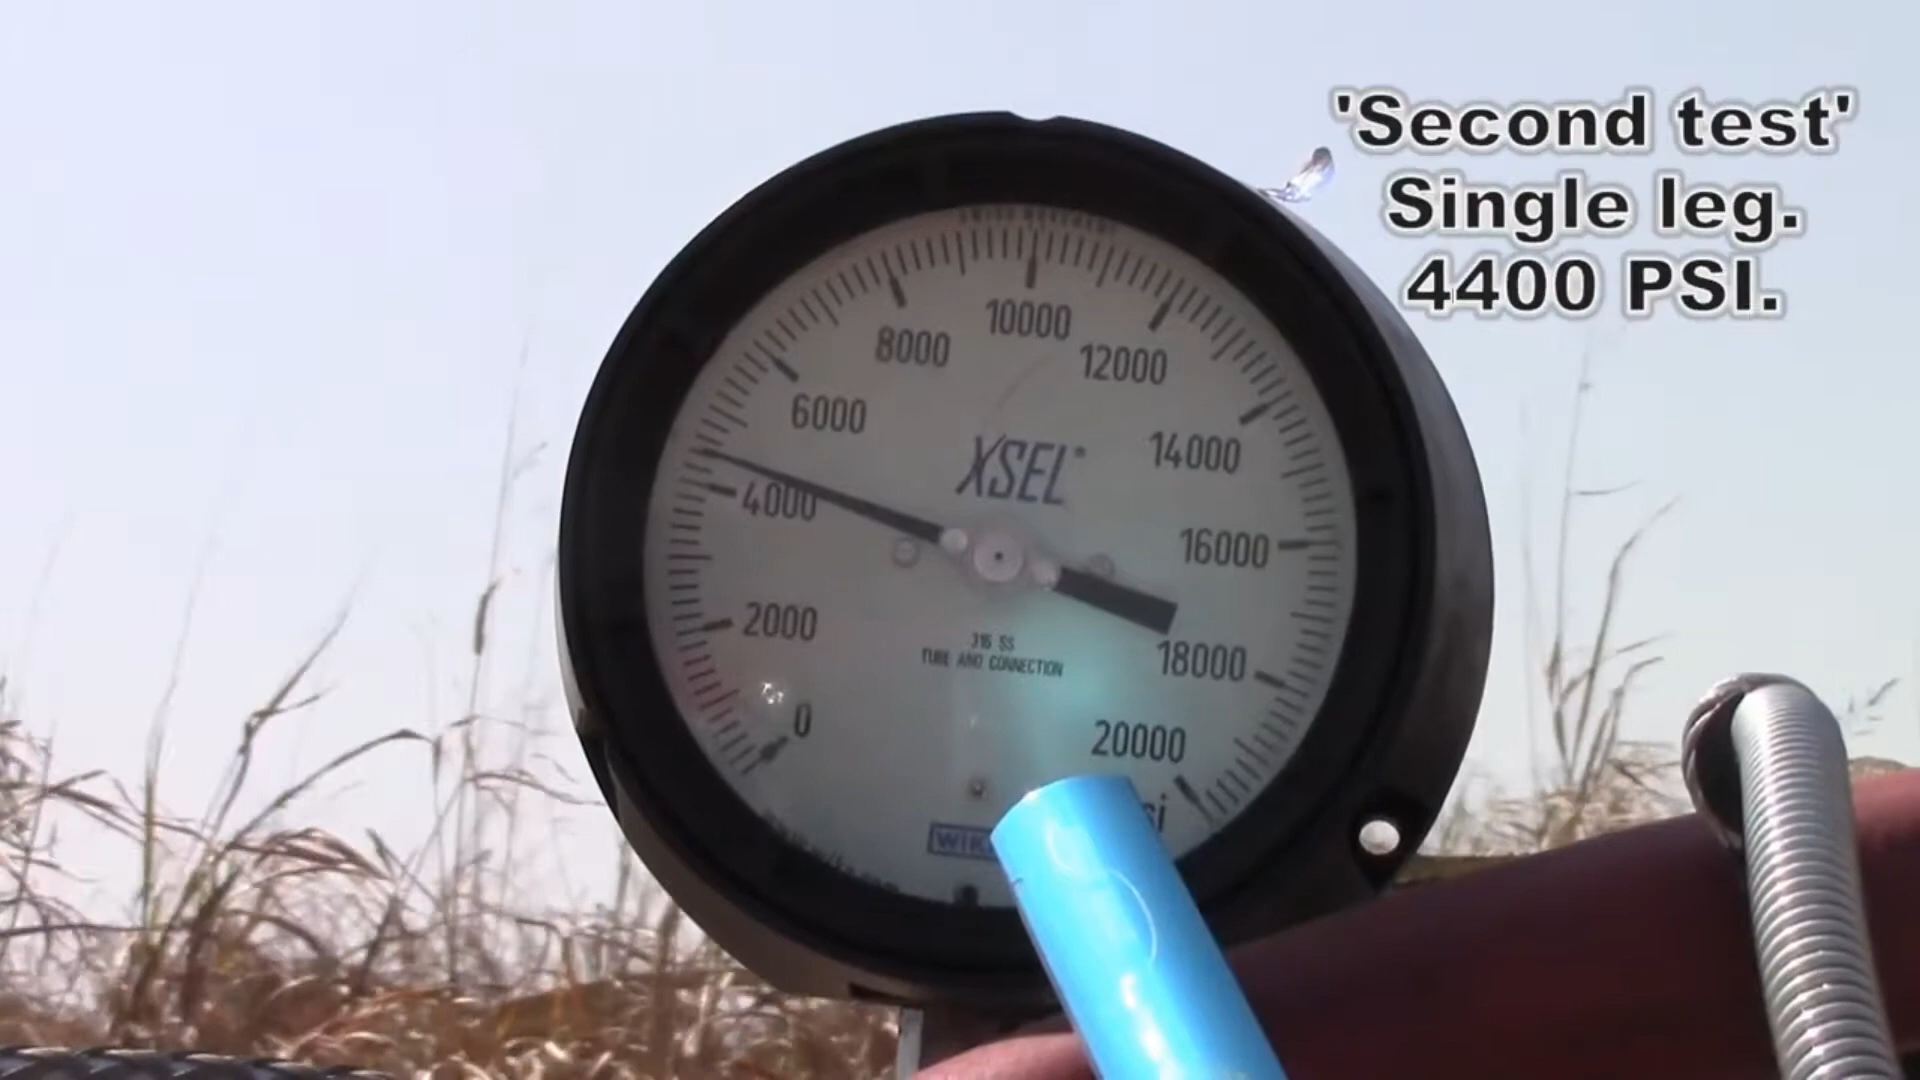 'Second test'
Single leg.
4400 PSI.
10000
8000
12000
6000
14000
XSEL®
4000
16000
2000
316 SS
TUBE AND CONNECTION
18000
0
20000